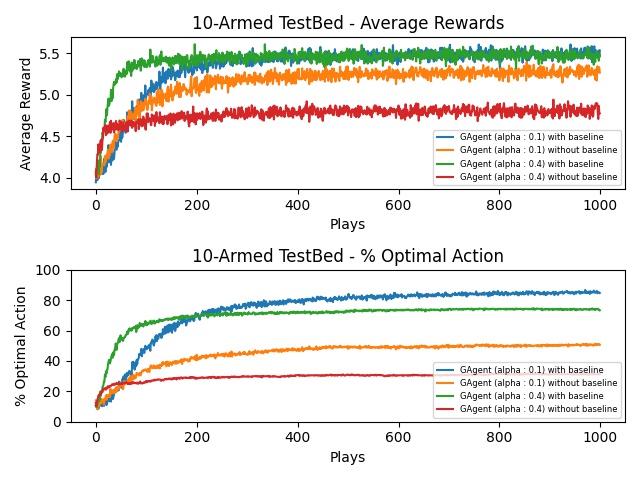 10-Armed TestBed - Average Rewards
Average Reward
5.5
5.0
4.5
4.0
GAgent (alpha : 0.1) with baseline
GAgent (alpha : 0.1) without baseline
GAgent (alpha : 0.4) with baseline
GAgent (alpha : 0.4) without baseline
0 200 400 600 800 1000
Plays
10-Armed TestBed - % Optimal Action
% Optimal Action
100
80
60
40
20
0
GAgent (alpha : 0.1) with baseline
GAgent (alpha : 0.1) without baseline
GAgent (alpha : 0.4) with baseline
GAgent (alpha : 0.4) without baseline
0 200 400 600 800 1000
Plays